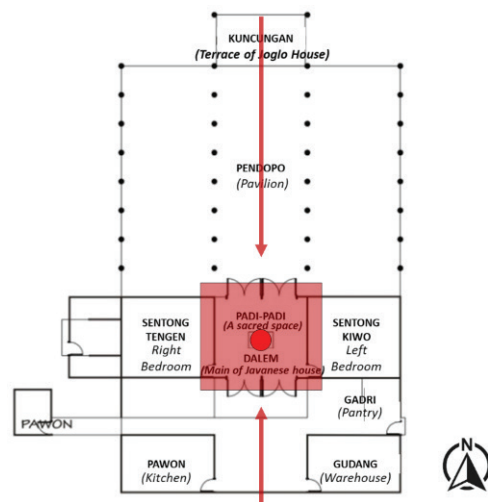 KUNCUNGAN
(Terrace of Joglo House)
PENDOPO
(Pavilion)
PADI-PADI
(A sacred space)
SENTONG
TENGEN
Right
Bedroom
DALEM
(Main of Javanese house)
SENTONG
KIWO
Left
Bedroom
GADRI
(Pantry)
PAWON
PAWON
(Kitchen)
GUDANG
(Warehouse)
N